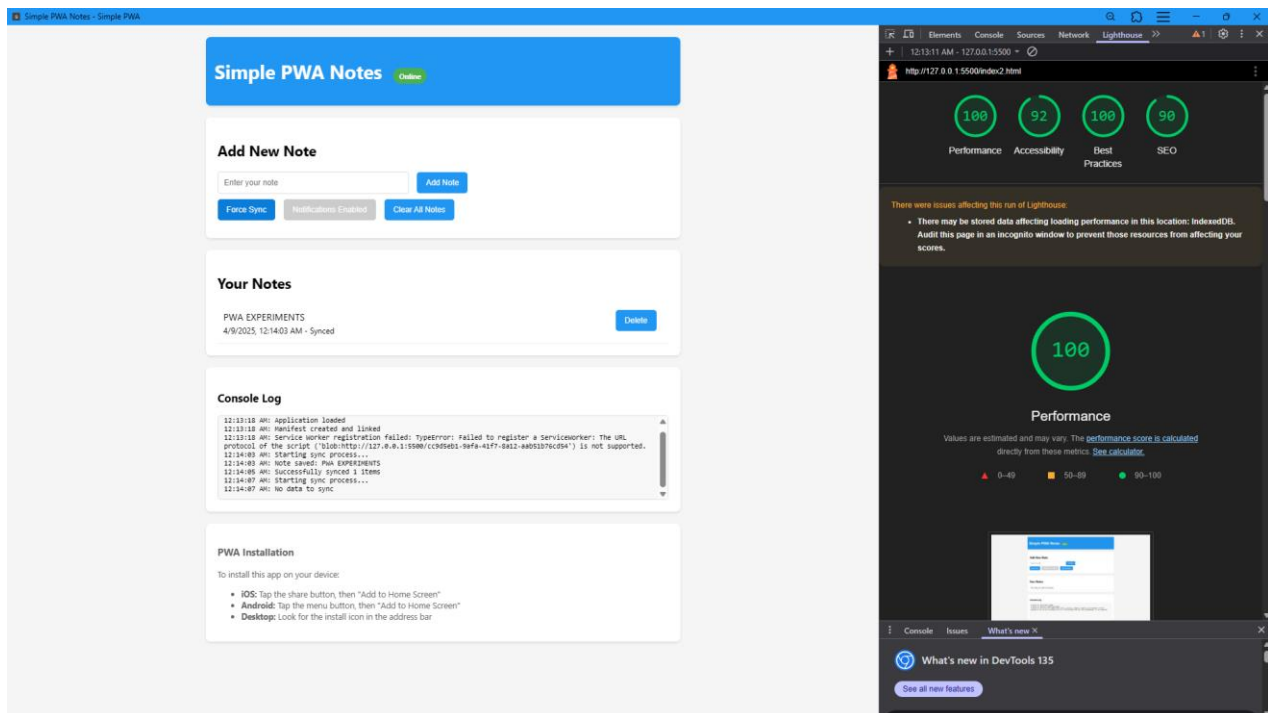 Simple PWA Notes - Simple PWA
Simple PWA Notes Online
Add New Note
Enter your note Add Note
Force Sync Notifications Enabled Clear All Notes
Your Notes
PWA EXPERIMENTS
4/9/2025, 12:14:03 AM - Synced
Delete
Console Log
12:13:18 AM: Application loaded
12:13:18 AM: Manifest created and linked
12:13:18 AM: Service Worker registration failed: TypeError: Failed to register a ServiceWorker: The URL
protocol of the script ('blob:http://127.0.0.1:5500/ ') is not supported.
12:14:03 AM: Starting sync process...
12:14:03 AM: Note saved: PWA EXPERIMENTS
12:14:05 AM: Successfully synced 1 items
12:14:07 AM: Starting sync process...
12:14:07 AM: No data to sync
PWA Installation
To install this app on your device:
• iOS: Tap the share button, then "Add to Home Screen"
• Android: Tap the menu button, then "Add to Home Screen"
• Desktop: Look for the install icon in the address bar
Elements Console Sources Network Lighthouse 1
12:13:11 AM - 127.0.0.1:5500
http://127.0.0.1:5500/index2.html
100 92 100 90
Performance Accessibility Best SEO
Practices
There were issues affecting this run of Lighthouse:
• There may be stored data affecting loading performance in this location: IndexedDB.
Audit this page in an incognito window to prevent those resources from affecting your
scores.
100
Performance
Values are estimated and may vary. The performance score is calculated
directly from these metrics. See calculator.
0–49 50–89 90–100
Console Issues What's new
What's new in DevTools 135
See all new features